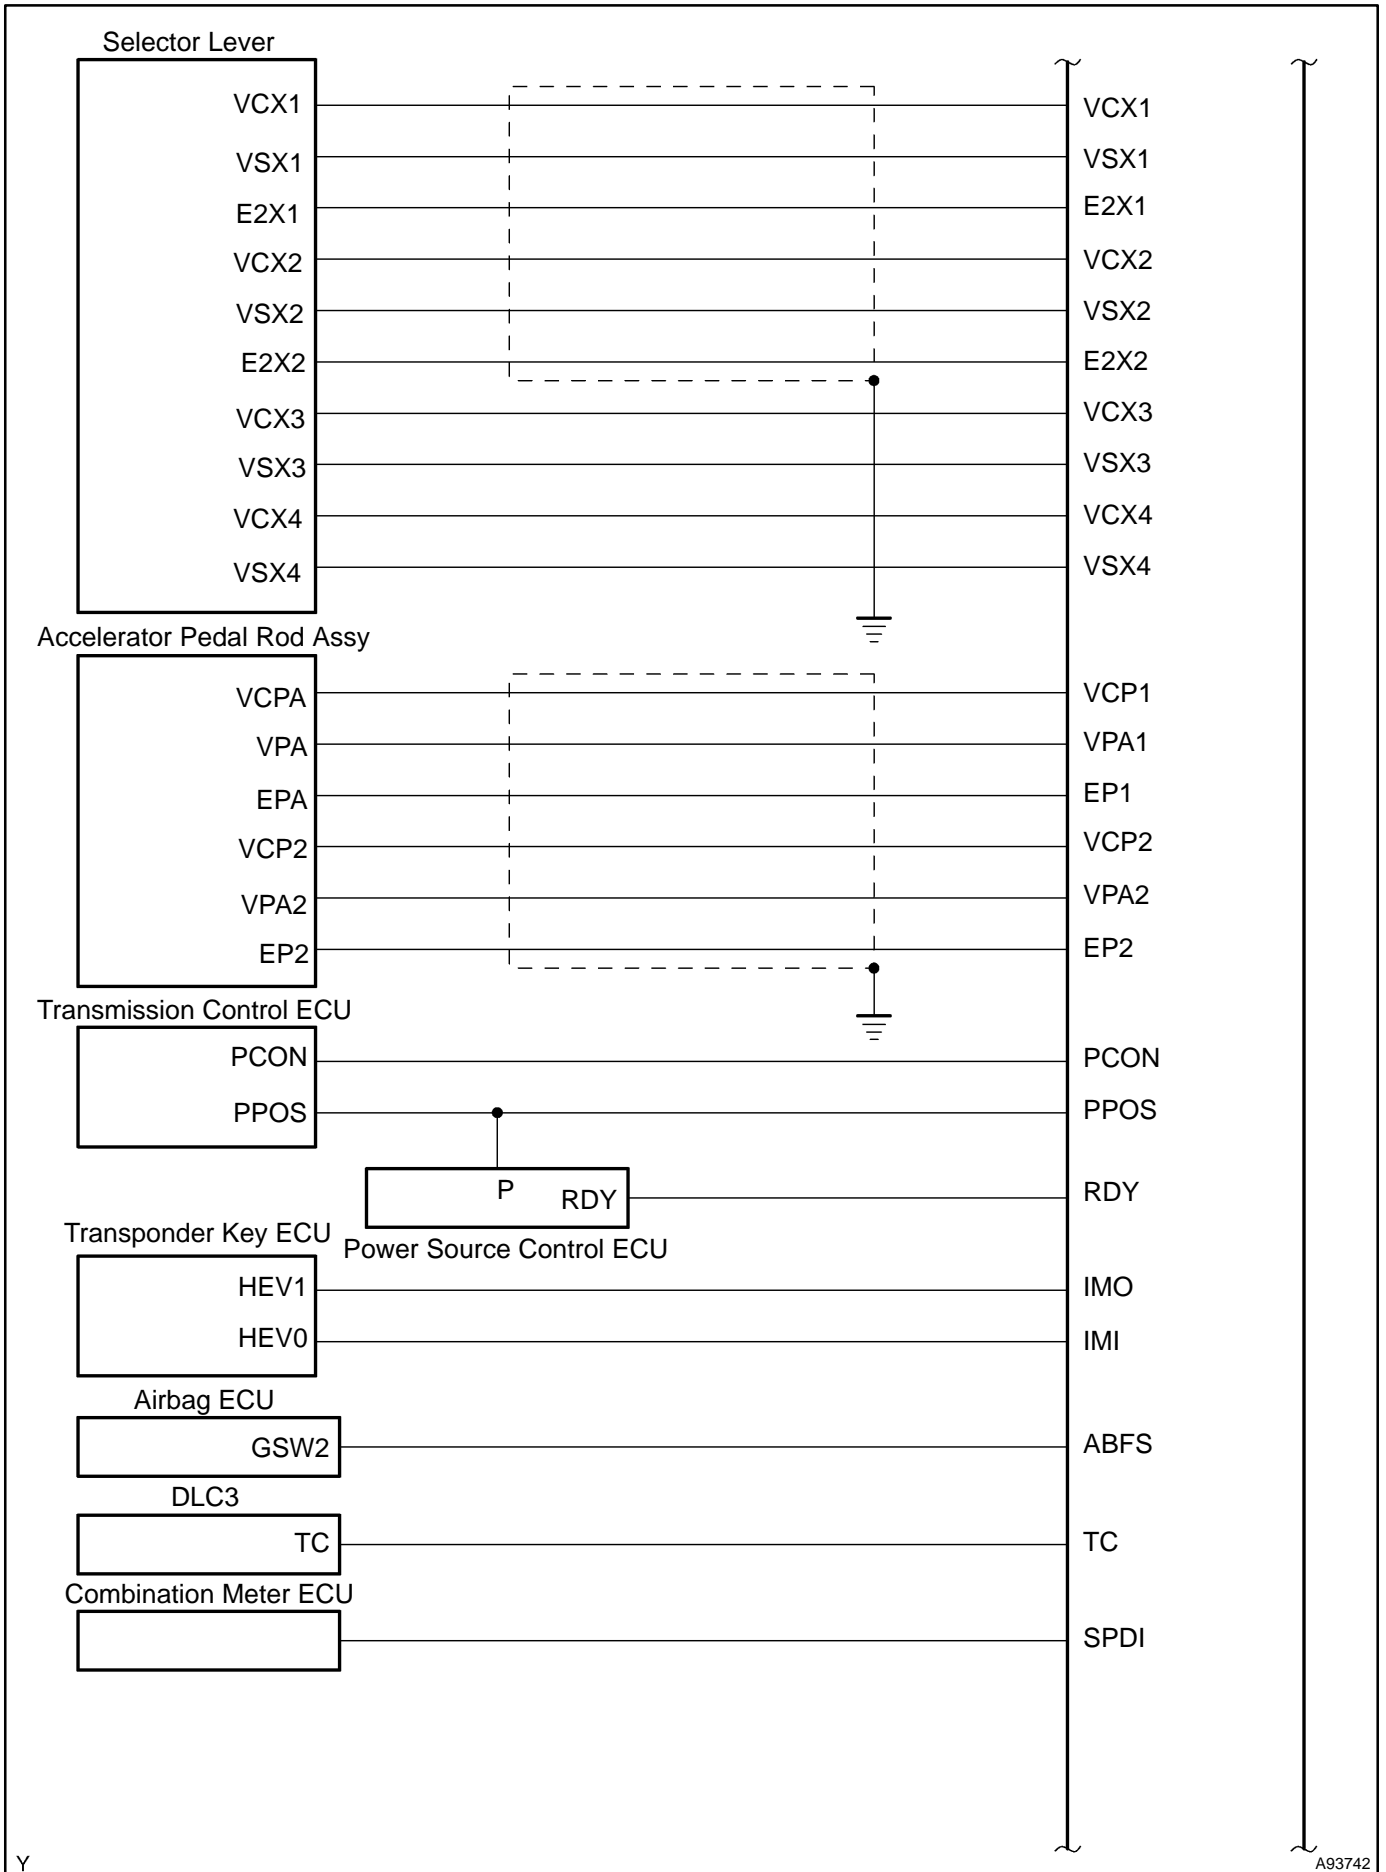 Selector Lever
VCX1 VCX1
VSX1 VSX1
E2X1 E2X1
VCX2 VCX2
VSX2 VSX2
E2X2 E2X2
VCX3 VCX3
VSX3 VSX3
VCX4 VCX4
VSX4 VSX4
Accelerator Pedal Rod Assy
VCPA VCP1
VPA VPA1
EPA EP1
VCP2 VCP2
VPA2 VPA2
EP2 EP2
Transmission Control ECU
PCON PCON
PPOS PPOS
P RDY RDY
Transponder Key ECU
Power Source Control ECU
HEV1 IMO
HEV0 IMI
Airbag ECU
GSW2 ABFS
DLC3
TC TC
Combination Meter ECU
SPDI
Y A93742